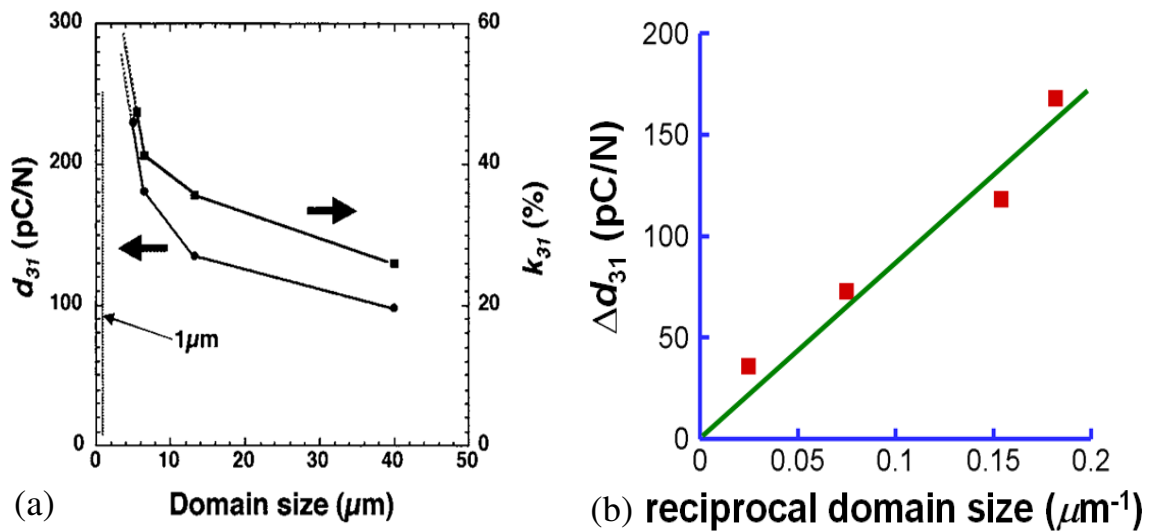 300
200
100
0
d31 (pC/N)
60
40
20
0
k31 (%)
1μm
0 10 20 30 40 50
Domain size (μm)
(a)
200
150
100
50
0
Δd31 (pC/N)
0 0.05 0.1 0.15 0.2
(b) reciprocal domain size (μm-1)